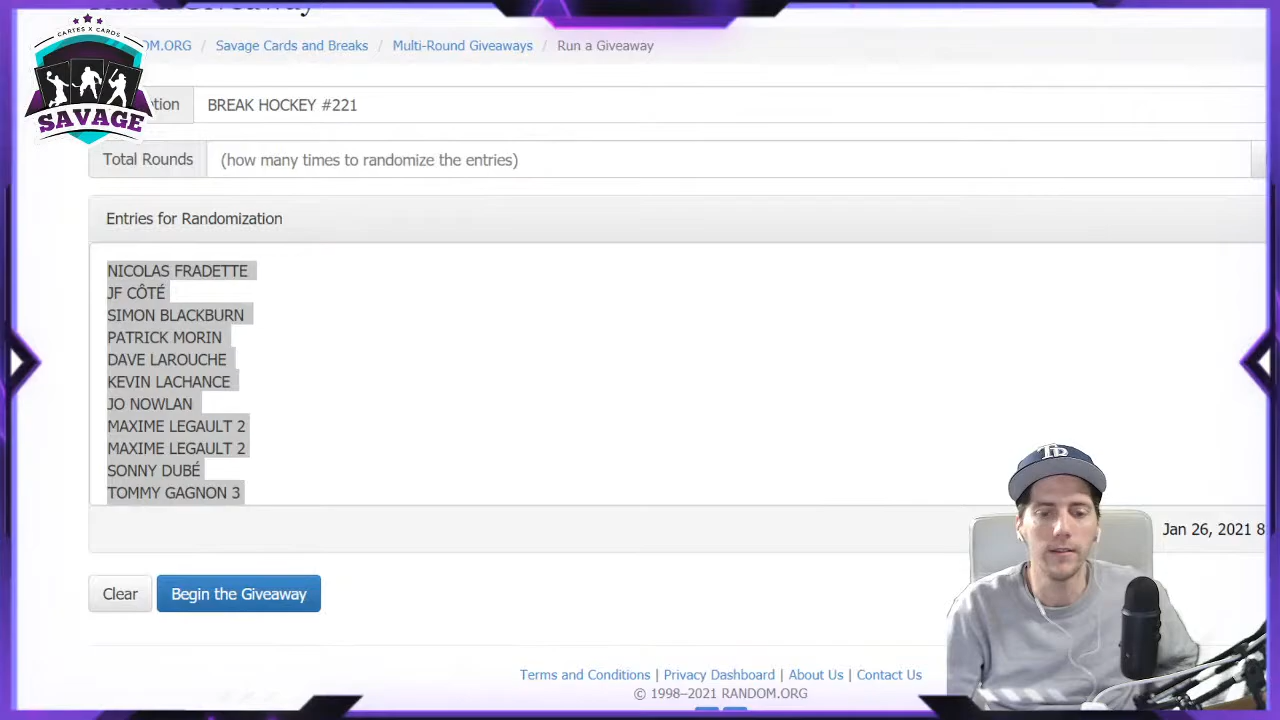 CARTES X CARDS
SAVAGE
OM.ORG / Savage Cards and Breaks / Multi-Round Giveaways / Run a Giveaway
tion BREAK HOCKEY #221
Total Rounds (how many times to randomize the entries)
Entries for Randomization
NICOLAS FRADETTE
JF CÔTÉ
SIMON BLACKBURN
PATRICK MORIN
DAVE LAROUCHE
KEVIN LACHANCE
JO NOWLAN
MAXIME LEGAULT 2
MAXIME LEGAULT 2
SONNY DUBÉ
TOMMY GAGNON 3
Jan 26, 2021 8
Clear Begin the Giveaway
TB
Terms and Conditions | Privacy Dashboard | About Us | Contact Us
© 1998–2021 RANDOM.ORG